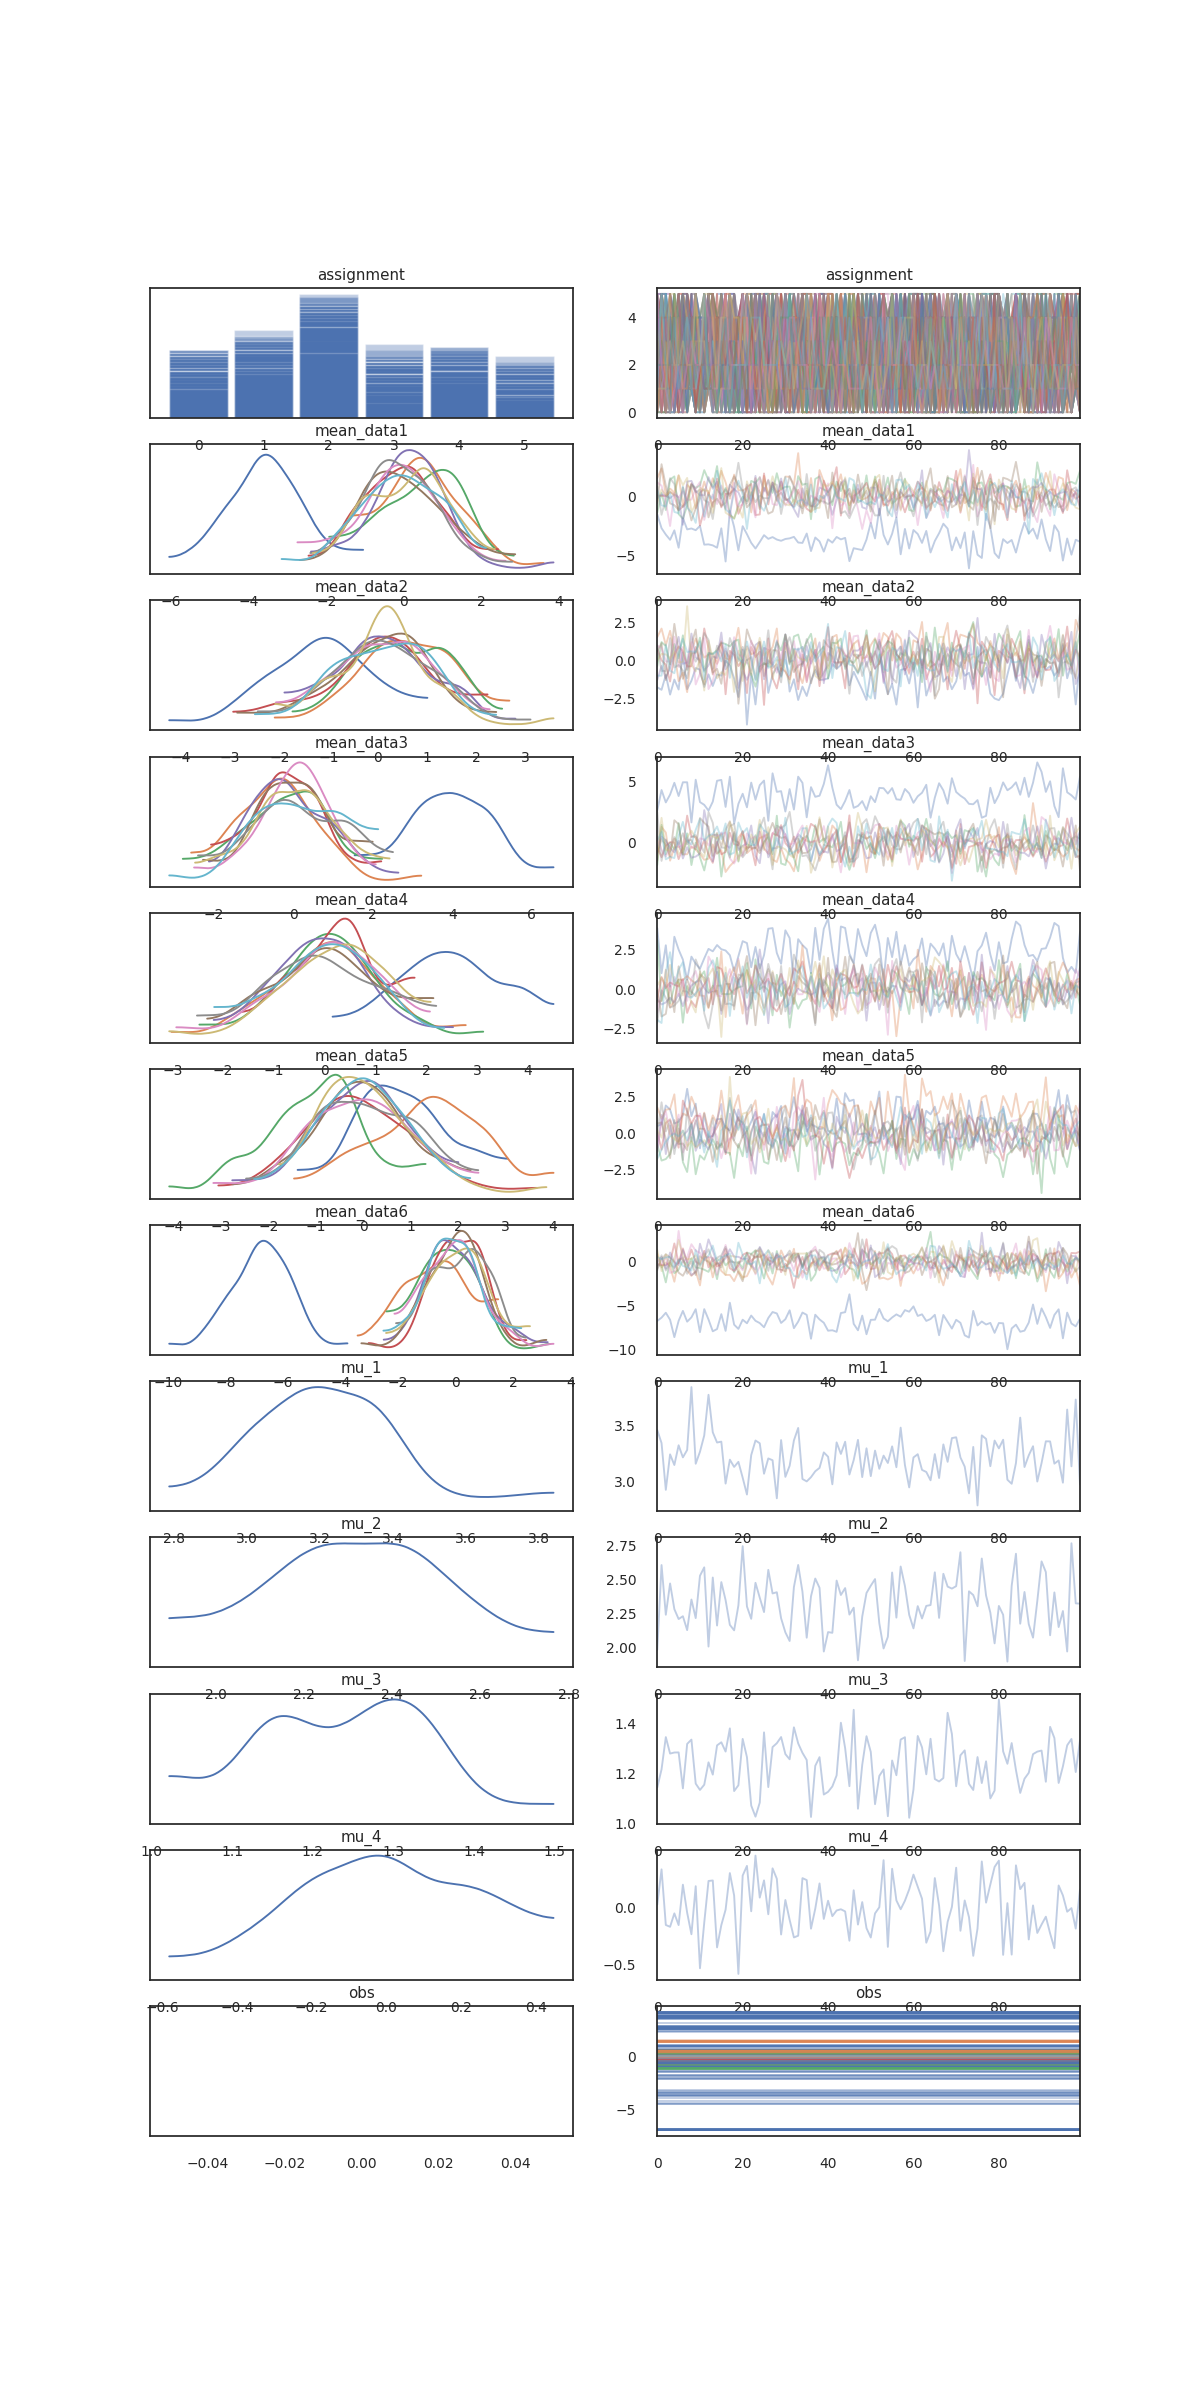 assignment assignment
4
2
0
0 1 2 3 4 5 0 20 40 60 80
mean_data1 mean_data1
0
−5
−6 −4 −2 0 2 4 0 20 40 60 80
mean_data2 mean_data2
2.5
0.0
−2.5
−4 −3 −2 −1 0 1 2 3 0 20 40 60 80
mean_data3 mean_data3
5
0
−2 0 2 4 6 0 20 40 60 80
mean_data4 mean_data4
2.5
0.0
−2.5
−3 −2 −1 0 1 2 3 4 0 20 40 60 80
mean_data5 mean_data5
2.5
0.0
−2.5
−4 −3 −2 −1 0 1 2 3 4 0 20 40 60 80
mean_data6 mean_data6
0
−5
−10
−10 −8 −6 −4 −2 0 2 4 0 20 40 60 80
mu_1 mu_1
3.5
3.0
2.8 3.0 3.2 3.4 3.6 3.8 0 20 40 60 80
mu_2 mu_2
2.75
2.50
2.25
2.00
2.0 2.2 2.4 2.6 2.8 0 20 40 60 80
mu_3 mu_3
1.4
1.2
1.0
1.0 1.1 1.2 1.3 1.4 1.5 0 20 40 60 80
mu_4 mu_4
0.0
−0.5
−0.6 −0.4 −0.2 0.0 0.2 0.4 0 20 40 60 80
obs obs
0
−5
−0.04 −0.02 0.00 0.02 0.04 0 20 40 60 80